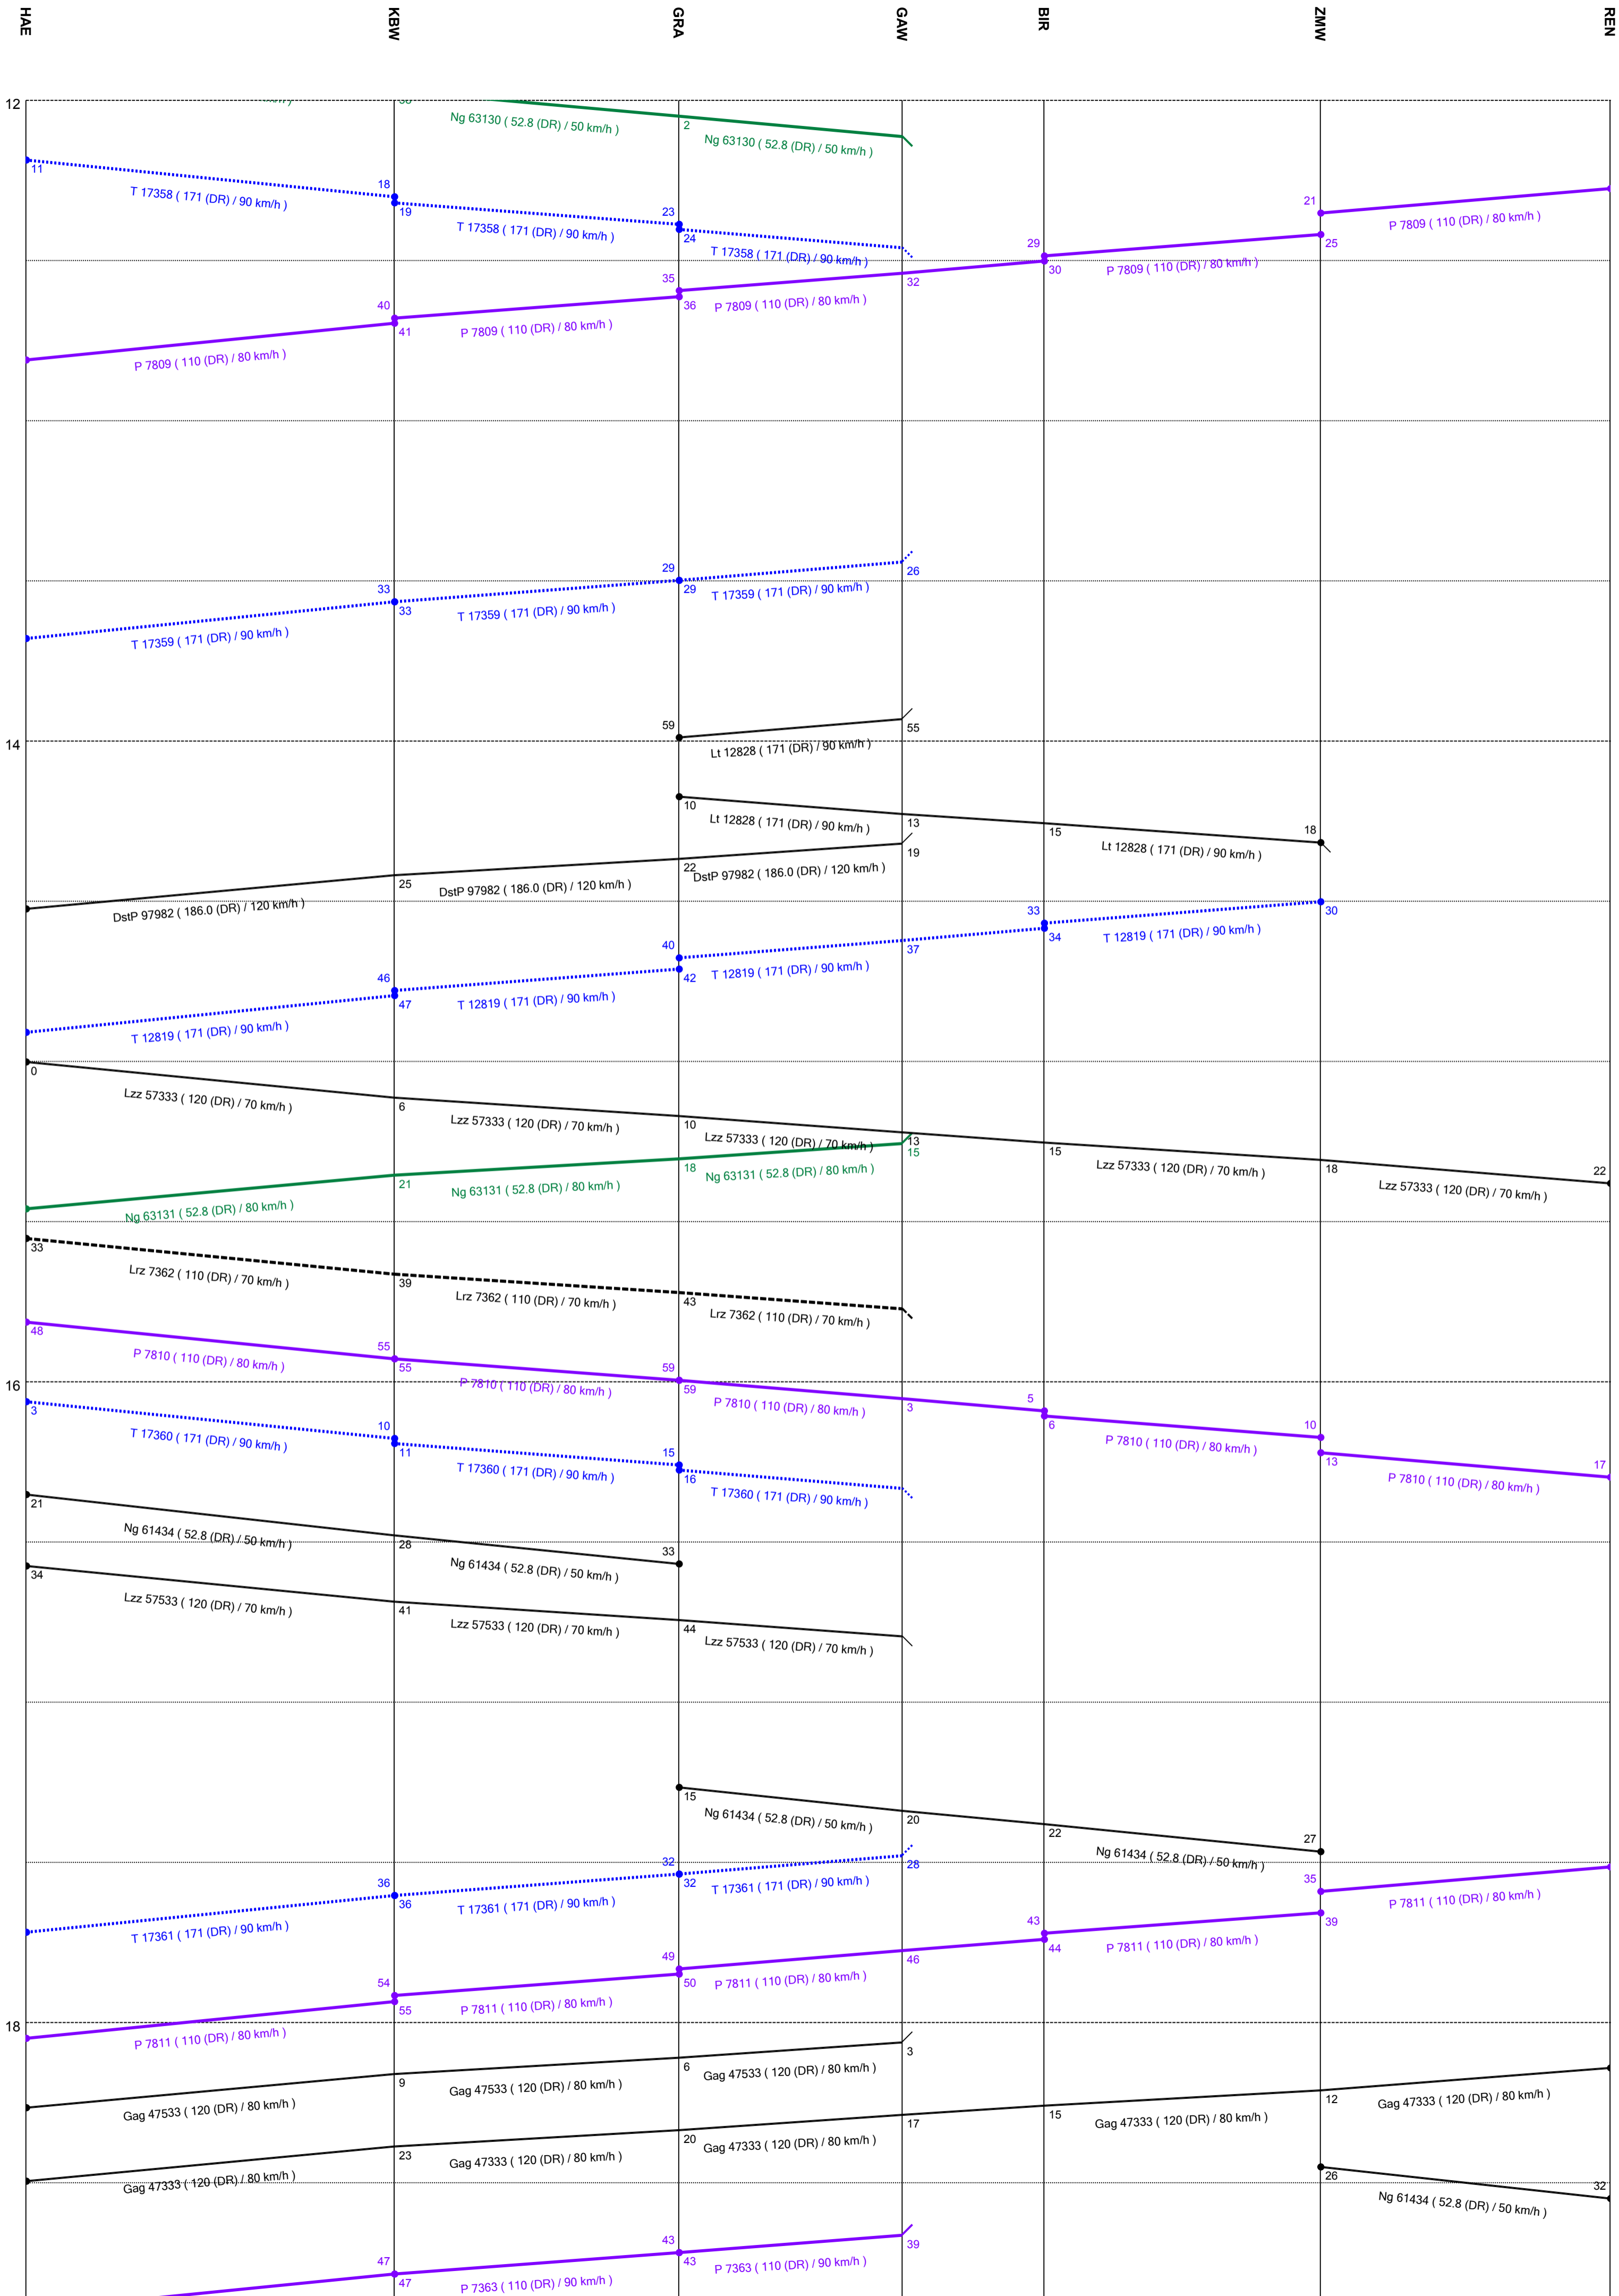 HAE KBW GRA GAW BIR ZMW REN
12
Ng 63130 ( 52.8 (DR) / 50 km/h )
2
Ng 63130 ( 52.8 (DR) / 50 km/h )
11
T 17358 ( 171 (DR) / 90 km/h )
18
19
T 17358 ( 171 (DR) / 90 km/h )
23
24
T 17358 ( 171 (DR) / 90 km/h )
21
P 7809 ( 110 (DR) / 80 km/h )
25
29
P 7809 ( 110 (DR) / 80 km/h )
30
32
35
P 7809 ( 110 (DR) / 80 km/h )
36
40
P 7809 ( 110 (DR) / 80 km/h )
41
P 7809 ( 110 (DR) / 80 km/h )
26
29
T 17359 ( 171 (DR) / 90 km/h )
29
33
T 17359 ( 171 (DR) / 90 km/h )
33
T 17359 ( 171 (DR) / 90 km/h )
59
55
14
Lt 12828 ( 171 (DR) / 90 km/h )
10
Lt 12828 ( 171 (DR) / 90 km/h )
13
15
18
Lt 12828 ( 171 (DR) / 90 km/h )
19
22
DstP 97982 ( 186.0 (DR) / 120 km/h )
25
DstP 97982 ( 186.0 (DR) / 120 km/h )
DstP 97982 ( 186.0 (DR) / 120 km/h )
30
33
T 12819 ( 171 (DR) / 90 km/h )
34
37
40
T 12819 ( 171 (DR) / 90 km/h )
42
46
T 12819 ( 171 (DR) / 90 km/h )
47
T 12819 ( 171 (DR) / 90 km/h )
0
Lzz 57333 ( 120 (DR) / 70 km/h )
6
Lzz 57333 ( 120 (DR) / 70 km/h )
10
Lzz 57333 ( 120 (DR) / 70 km/h )
13
15
Lzz 57333 ( 120 (DR) / 70 km/h )
18
Lzz 57333 ( 120 (DR) / 70 km/h )
22
15
18
Ng 63131 ( 52.8 (DR) / 80 km/h )
21
Ng 63131 ( 52.8 (DR) / 80 km/h )
Ng 63131 ( 52.8 (DR) / 80 km/h )
33
Lrz 7362 ( 110 (DR) / 70 km/h )
39
Lrz 7362 ( 110 (DR) / 70 km/h )
43
Lrz 7362 ( 110 (DR) / 70 km/h )
48
P 7810 ( 110 (DR) / 80 km/h )
55
55
P 7810 ( 110 (DR) / 80 km/h )
59
59
P 7810 ( 110 (DR) / 80 km/h )
3
5
6
P 7810 ( 110 (DR) / 80 km/h )
10
13
P 7810 ( 110 (DR) / 80 km/h )
17
16
3
T 17360 ( 171 (DR) / 90 km/h )
10
11
T 17360 ( 171 (DR) / 90 km/h )
15
16
T 17360 ( 171 (DR) / 90 km/h )
21
Ng 61434 ( 52.8 (DR) / 50 km/h )
28
Ng 61434 ( 52.8 (DR) / 50 km/h )
33
34
Lzz 57533 ( 120 (DR) / 70 km/h )
41
Lzz 57533 ( 120 (DR) / 70 km/h )
44
Lzz 57533 ( 120 (DR) / 70 km/h )
15
Ng 61434 ( 52.8 (DR) / 50 km/h )
20
22
Ng 61434 ( 52.8 (DR) / 50 km/h )
27
28
32
T 17361 ( 171 (DR) / 90 km/h )
32
36
T 17361 ( 171 (DR) / 90 km/h )
36
T 17361 ( 171 (DR) / 90 km/h )
35
P 7811 ( 110 (DR) / 80 km/h )
39
43
P 7811 ( 110 (DR) / 80 km/h )
44
46
49
P 7811 ( 110 (DR) / 80 km/h )
50
54
P 7811 ( 110 (DR) / 80 km/h )
55
18
P 7811 ( 110 (DR) / 80 km/h )
3
6
Gag 47533 ( 120 (DR) / 80 km/h )
9
Gag 47533 ( 120 (DR) / 80 km/h )
Gag 47533 ( 120 (DR) / 80 km/h )
12
Gag 47333 ( 120 (DR) / 80 km/h )
15
Gag 47333 ( 120 (DR) / 80 km/h )
17
20
Gag 47333 ( 120 (DR) / 80 km/h )
23
Gag 47333 ( 120 (DR) / 80 km/h )
Gag 47333 ( 120 (DR) / 80 km/h )
26
Ng 61434 ( 52.8 (DR) / 50 km/h )
32
39
43
P 7363 ( 110 (DR) / 90 km/h )
43
47
P 7363 ( 110 (DR) / 90 km/h )
47